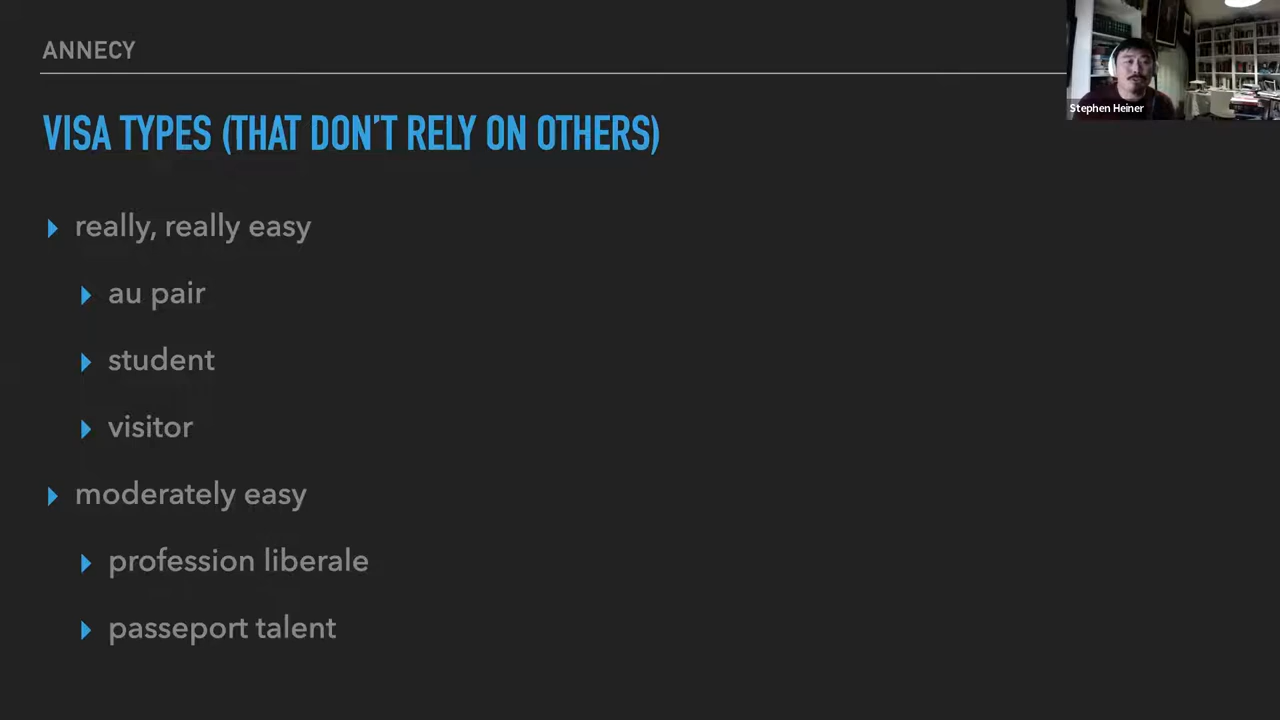 ANNECY
Stephen Heiner
VISA TYPES (THAT DON'T RELY ON OTHERS)
really, really easy
au pair
student
visitor
moderately easy
profession liberale
passeport talent